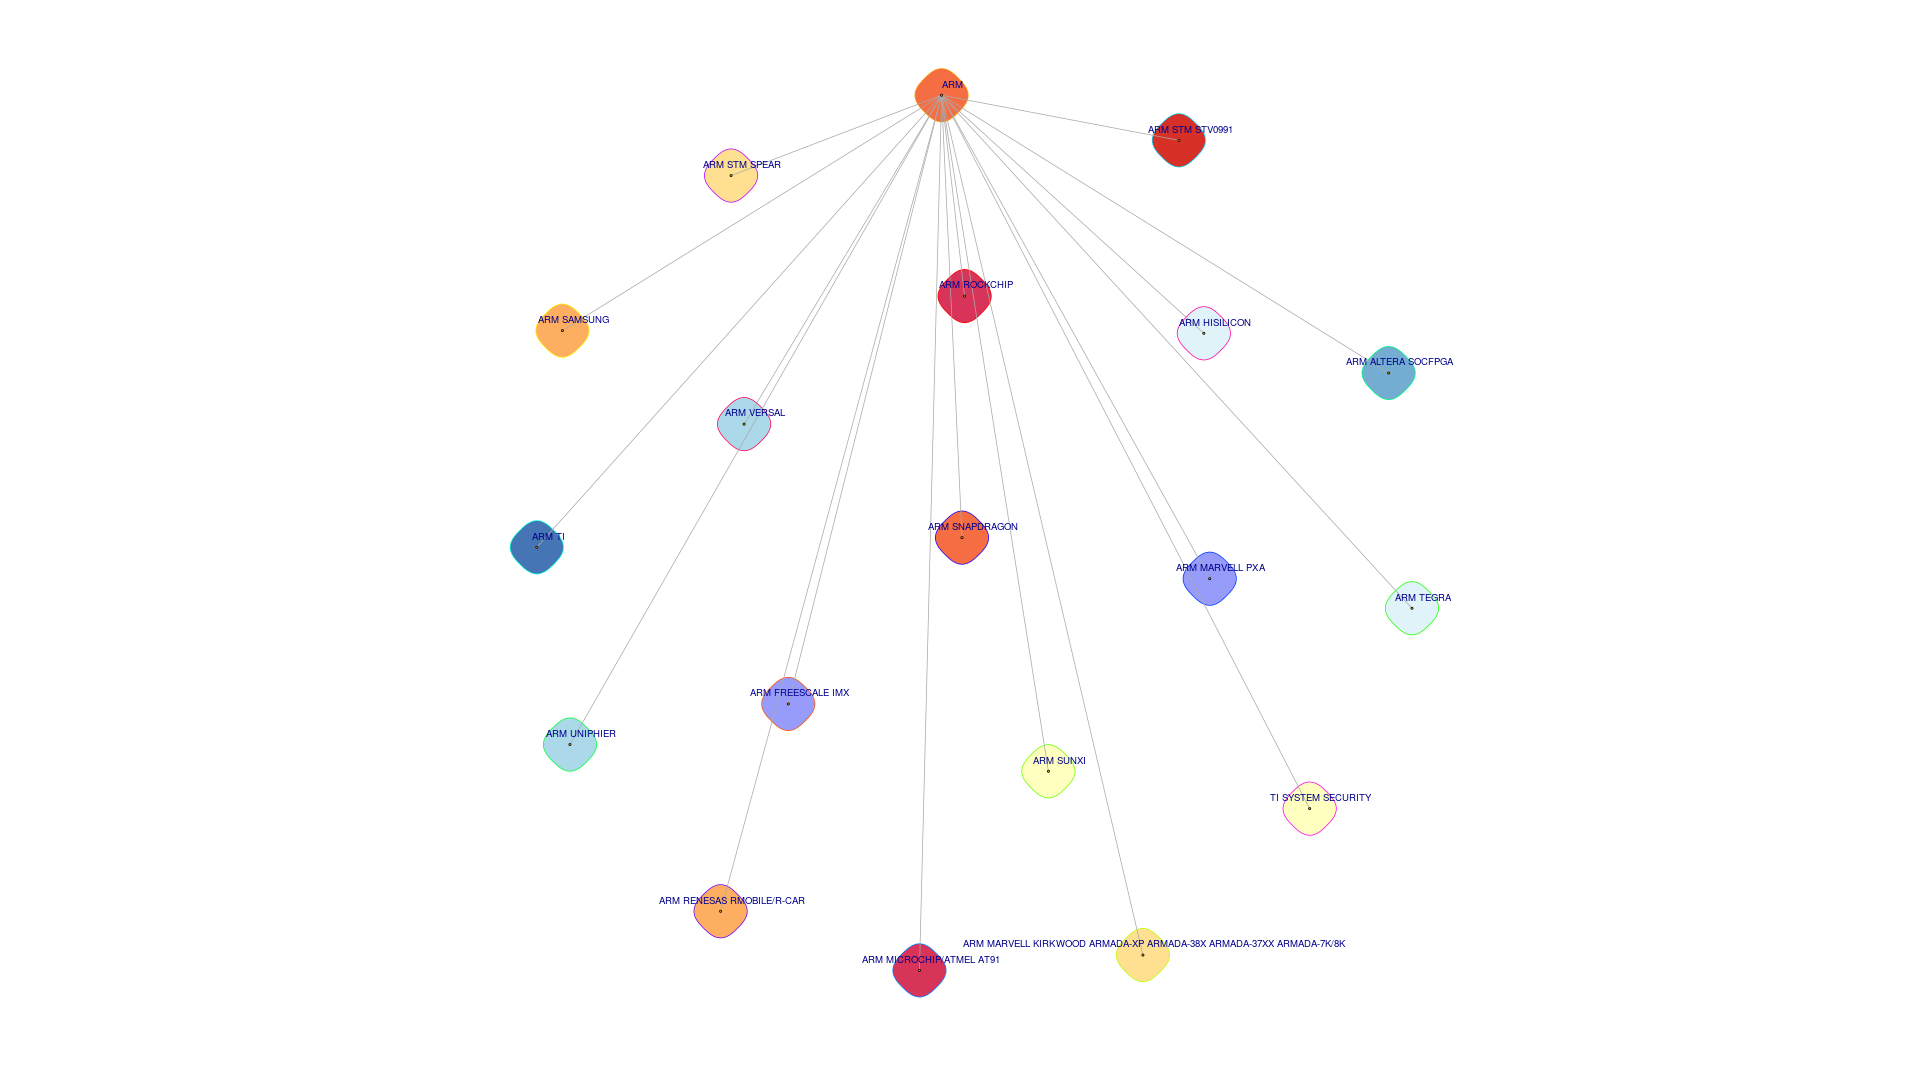 ARM
ARM STM STV0991
ARM STM SPEAR
ARM ROCKCHIP
ARM SAMSUNG
ARM HISILICON
ARM ALTERA SOCFPGA
ARM VERSAL
ARM SNAPDRAGON
ARM TI
ARM MARVELL PXA
ARM TEGRA
ARM FREESCALE IMX
ARM UNIPHIER
ARM SUNXI
TI SYSTEM SECURITY
ARM RENESAS RMOBILE/R-CAR
ARM MARVELL KIRKWOOD ARMADA-XP ARMADA-38X ARMADA-37XX ARMADA-7K/8K
ARM MICROCHIP/ATMEL AT91